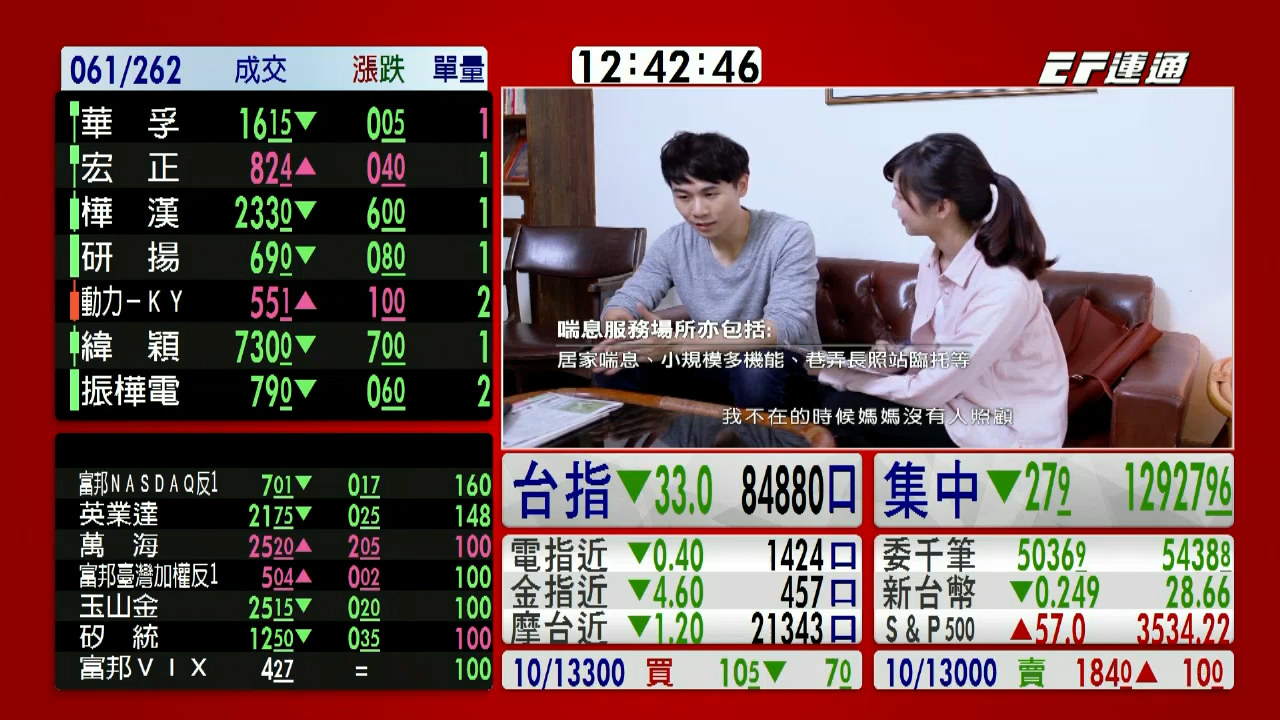 061/262 成交 漲跌 單量
12:42:46
EF運通
華孚 1615▼ 005 1
宏正 824▲ 040 1
樺漢 2330▼ 600 1
研揚 690▼ 080 1
動力-KY 551▲ 100 2
緯穎 7300▼ 700 1
振樺電 790▼ 060 2
喘息服務場所亦包括:
居家喘息、小規模多機能、巷弄長照站臨托等
我不在的時候媽媽沒有人照顧
富邦NASDAQ反1 701▼ 017 160
英業達 2175▼ 025 148
萬海 2520▲ 205 100
富邦臺灣加權反1 504▲ 002 100
玉山金 2515▼ 020 100
矽統 1250▼ 035 100
富邦VIX 427 = 100
台指▼33.0 84880口
集中▼279 1292796
電指近 ▼0.40 1424口
金指近 ▼4.60 457口
摩台近 ▼1.20 21343口
委千筆 50369 54388
新台幣 ▼0.249 28.66
S&P500 ▲57.0 3534.22
10/13300 買 105▼ 70
10/13000 賣 1840▲ 100